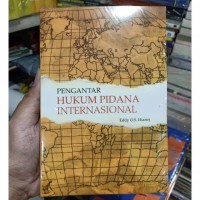 PENGANTAR
HUKUM PIDANA
INTERNASIONAL
Eddy O.S. Hiariej